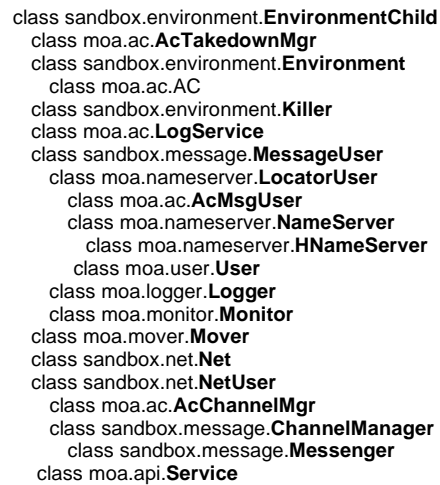 class sandbox.environment.EnvironmentChild
class moa.ac.AcTakedownMgr
class sandbox.environment.Environment
class moa.ac.AC
class sandbox.environment.Killer
class moa.ac.LogService
class sandbox.message.MessageUser
class moa.nameserver.LocatorUser
class moa.ac.AcMsgUser
class moa.nameserver.NameServer
class moa.nameserver.HNameServer
class moa.user.User
class moa.logger.Logger
class moa.monitor.Monitor
class moa.mover.Mover
class sandbox.net.Net
class sandbox.net.NetUser
class moa.ac.AcChannelMgr
class sandbox.message.ChannelManager
class sandbox.message.Messenger
class moa.api.Service